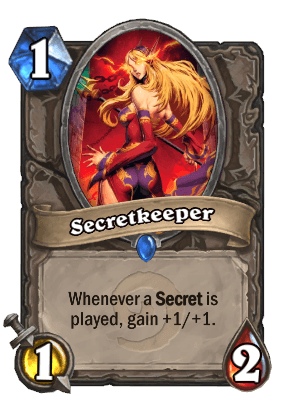 1
Secretkeeper
Whenever a Secret is
played, gain +1/+1.
1
2